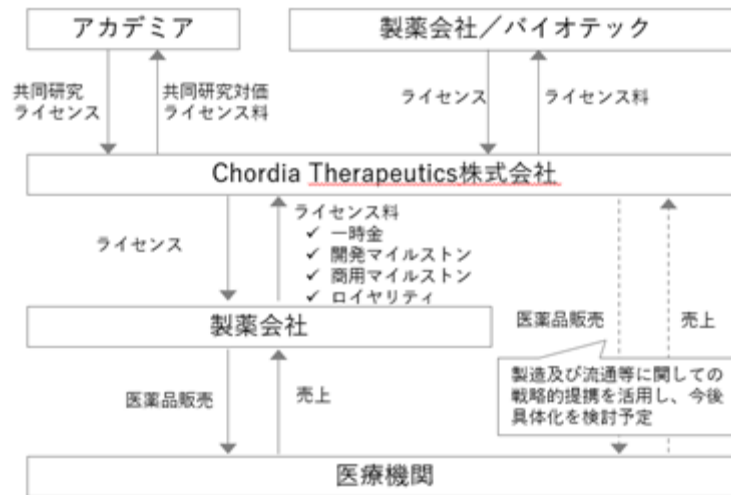 アカデミア
製薬会社／バイオテック
共同研究
ライセンス
共同研究対価
ライセンス料
ライセンス
ライセンス料
Chordia Therapeutics株式会社
ライセンス
ライセンス料
✓ 一時金
✓ 開発マイルストン
✓ 商用マイルストン
✓ ロイヤリティ
製薬会社
医薬品販売
売上
製造及び流通等に関しての
戦略的提携を活用し、今後
具体化を検討予定
医薬品販売
売上
医療機関